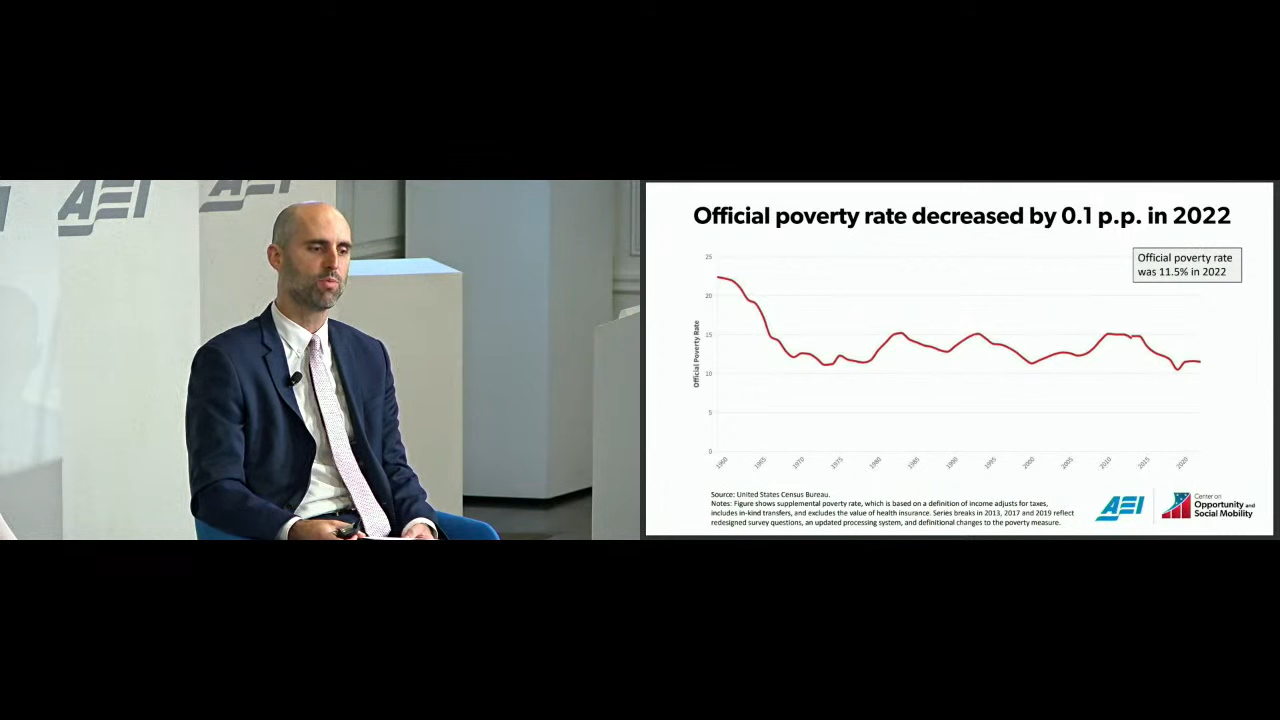 AEI
AEI
Official poverty rate decreased by 0.1 p.p. in 2022
Official poverty rate
was 11.5% in 2022
25
20
15
10
5
0
Official Poverty Rate
1960
1965
1970
1975
1980
1985
1990
1995
2000
2005
2010
2015
2020
Source: United States Census Bureau.
Notes: Figure shows supplemental poverty rate, which is based on a definition of income adjusts for taxes,
includes in-kind transfers, and excludes the value of health insurance. Series breaks in 2013, 2017 and 2019 reflect
redesigned survey questions, an updated processing system, and definitional changes to the poverty measure.
AEI
Center on
Opportunity and
Social Mobility